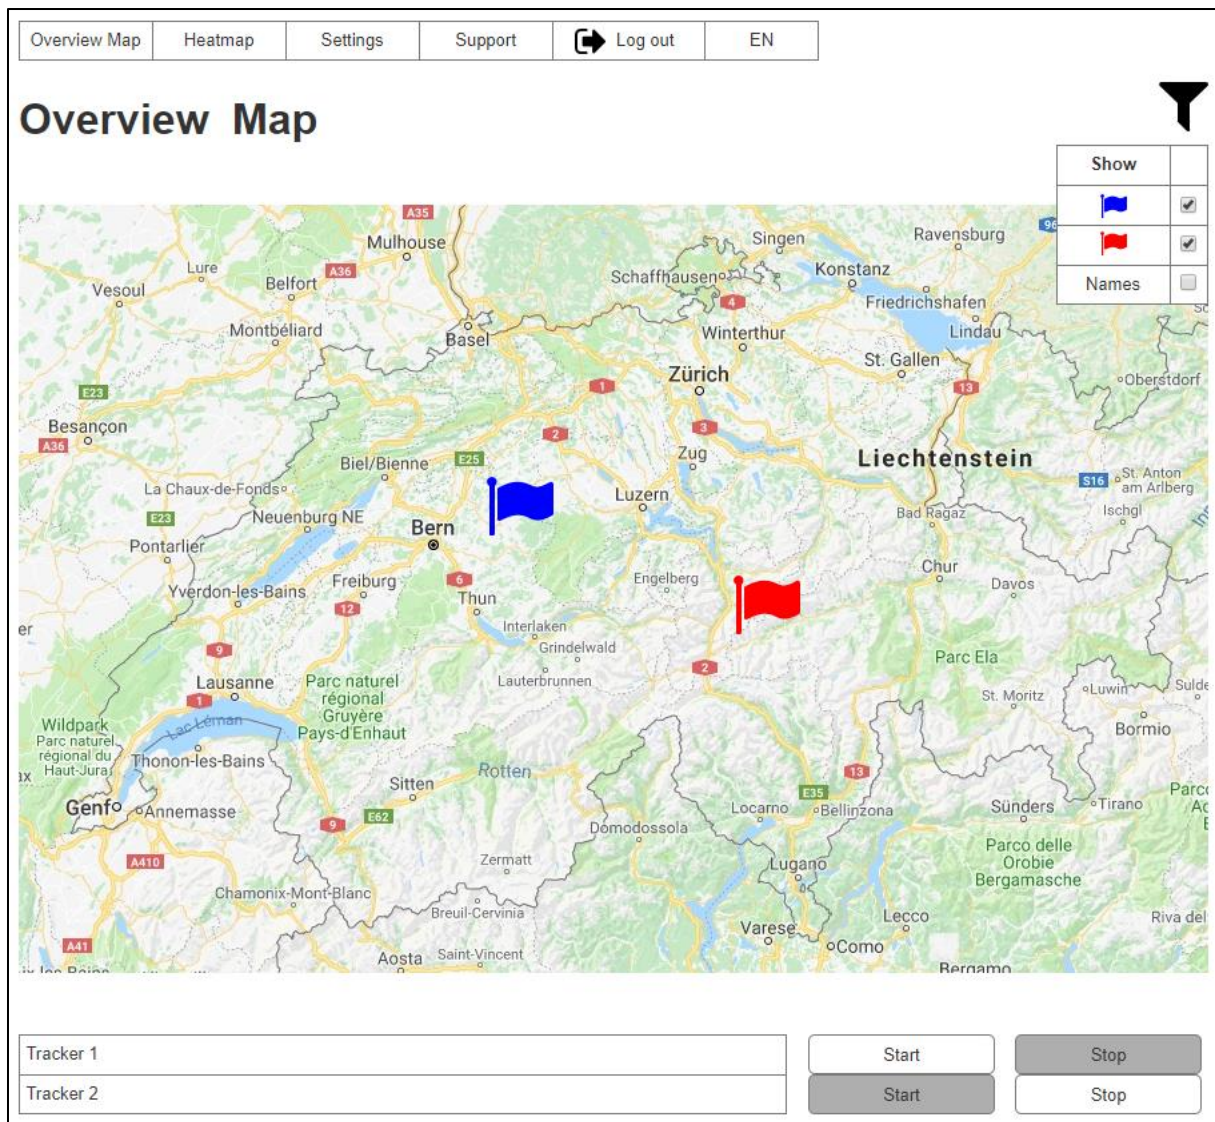 Overview Map
Heatmap
Settings
Support
Log out
EN
Overview Map
Show
Names
A35
Mulhouse
Singen
Ravensburg
96
Lure
Belfort
A36
Schaffhausen
Konstanz
Vesoul
4
Friedrichshafen
Montbéliard
Basel
Winterthur
Lindau
St. Gallen
Zürich
E23
1
13
Oberstdorf
Besançon
A36
2
3
Zug
Biel/Bienne
E25
Liechtenstein
La Chaux-de-Fonds
Luzern
S16
St. Anton
am Arlberg
E23
Neuenburg NE
Bern
Bad Ragaz
Ischgl
Pontarlier
Freiburg
6
Engelberg
Chur
Davos
Yverdon-les-Bains
12
Thun
er
Interlaken
9
Grindelwald
Parc Ela
Lausanne
Parc naturel
régional
Gruyère
Pays-d'Enhaut
Lauterbrunnen
2
St. Moritz
Luwin
Sulde
1
Lac Léman
Wildpark
Parc naturel
régional du
Haut-Jura
Bormio
Thonon-les-Bains
Rotten
13
Sitten
E35
Genf
Annemasse
9
E62
Locarno
Bellinzona
Sünders
Tirano
Domodossola
A410
Zermatt
Lugano
Parco delle
Orobie
Bergamasche
Chamonix-Mont-Blanc
Breuil-Cervinia
Varese
Lecco
Riva del
A41
Aosta
Saint-Vincent
Como
Bergamo
Tracker 1
Start
Stop
Tracker 2
Start
Stop